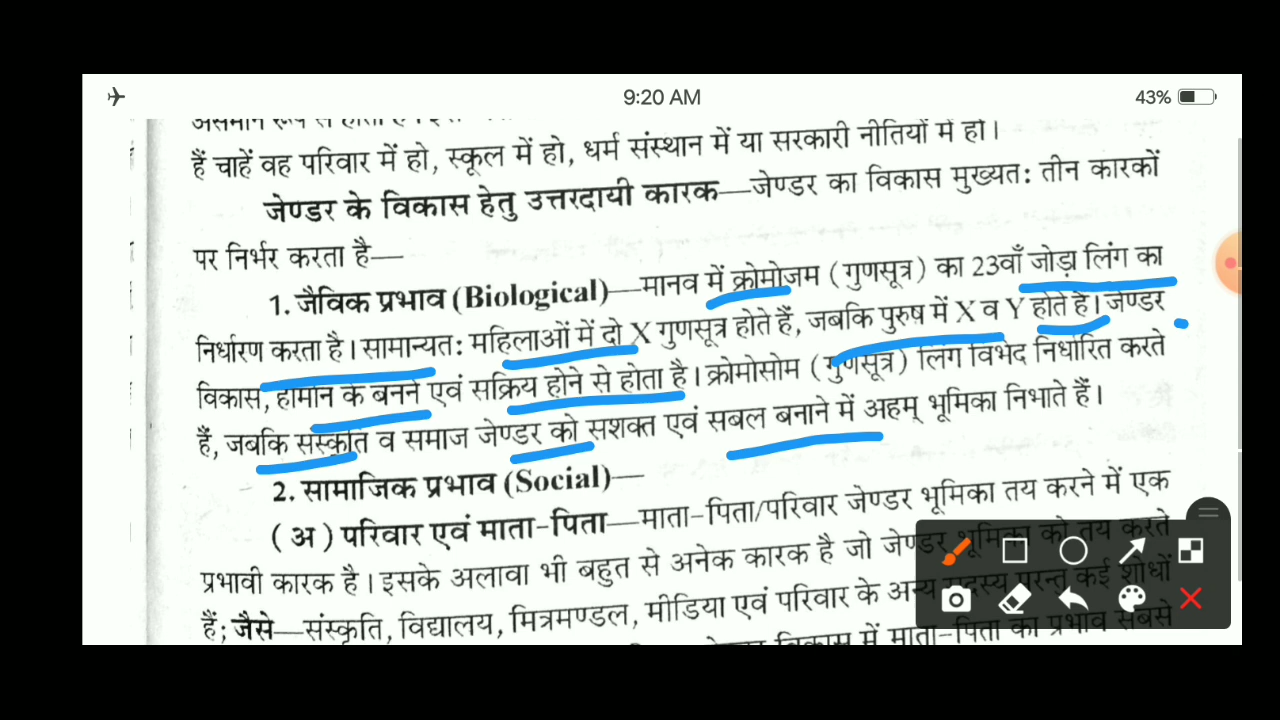 9:20 AM
43%
हैं चाहें वह परिवार में हो, स्कूल में हो, धर्म संस्थान में या सरकारी नीतियों में हो।
जेण्डर के विकास हेतु उत्तरदायी कारक—जेण्डर का विकास मुख्यत: तीन कारकों
पर निर्भर करता है—
1. जैविक प्रभाव (Biological)—मानव में क्रोमोजम (गुणसूत्र) का 23वाँ जोड़ा लिंग का
निर्धारण करता है। सामान्यत: महिलाओं में दो X गुणसूत्र होते हैं, जबकि पुरुष में X व Y होते हैं। जेण्डर
विकास, हार्मोन के बनने एवं सक्रिय होने से होता है। क्रोमोसोम (गुणसूत्र) लिंग विभेद निर्धारित करते
हैं, जबकि संस्कृति व समाज जेण्डर को सशक्त एवं सबल बनाने में अहम् भूमिका निभाते हैं।
2. सामाजिक प्रभाव (Social)—
(अ) परिवार एवं माता-पिता—माता-पिता/परिवार जेण्डर भूमिका तय करने में एक
प्रभावी कारक है। इसके अलावा भी बहुत से अनेक कारक है जो जेण्डर भूमिका को तय करते
हैं; जैसे—संस्कृति, विद्यालय, मित्रमण्डल, मीडिया एवं परिवार के अन्य सदस्य परन्तु कई शोधों
विकास में माता-पिता का प्रभाव सबसे